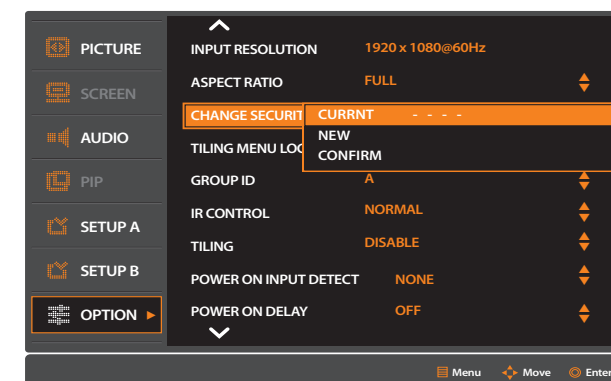 PICTURE
SCREEN
AUDIO
PIP
SETUP A
SETUP B
OPTION
INPUT RESOLUTION 1920 x 1080@60Hz
ASPECT RATIO FULL
CHANGE SECURIT
CURRNT - - - -
NEW
CONFIRM
TILING MENU LOC
GROUP ID A
IR CONTROL NORMAL
TILING DISABLE
POWER ON INPUT DETECT NONE
POWER ON DELAY OFF
Menu Move Enter